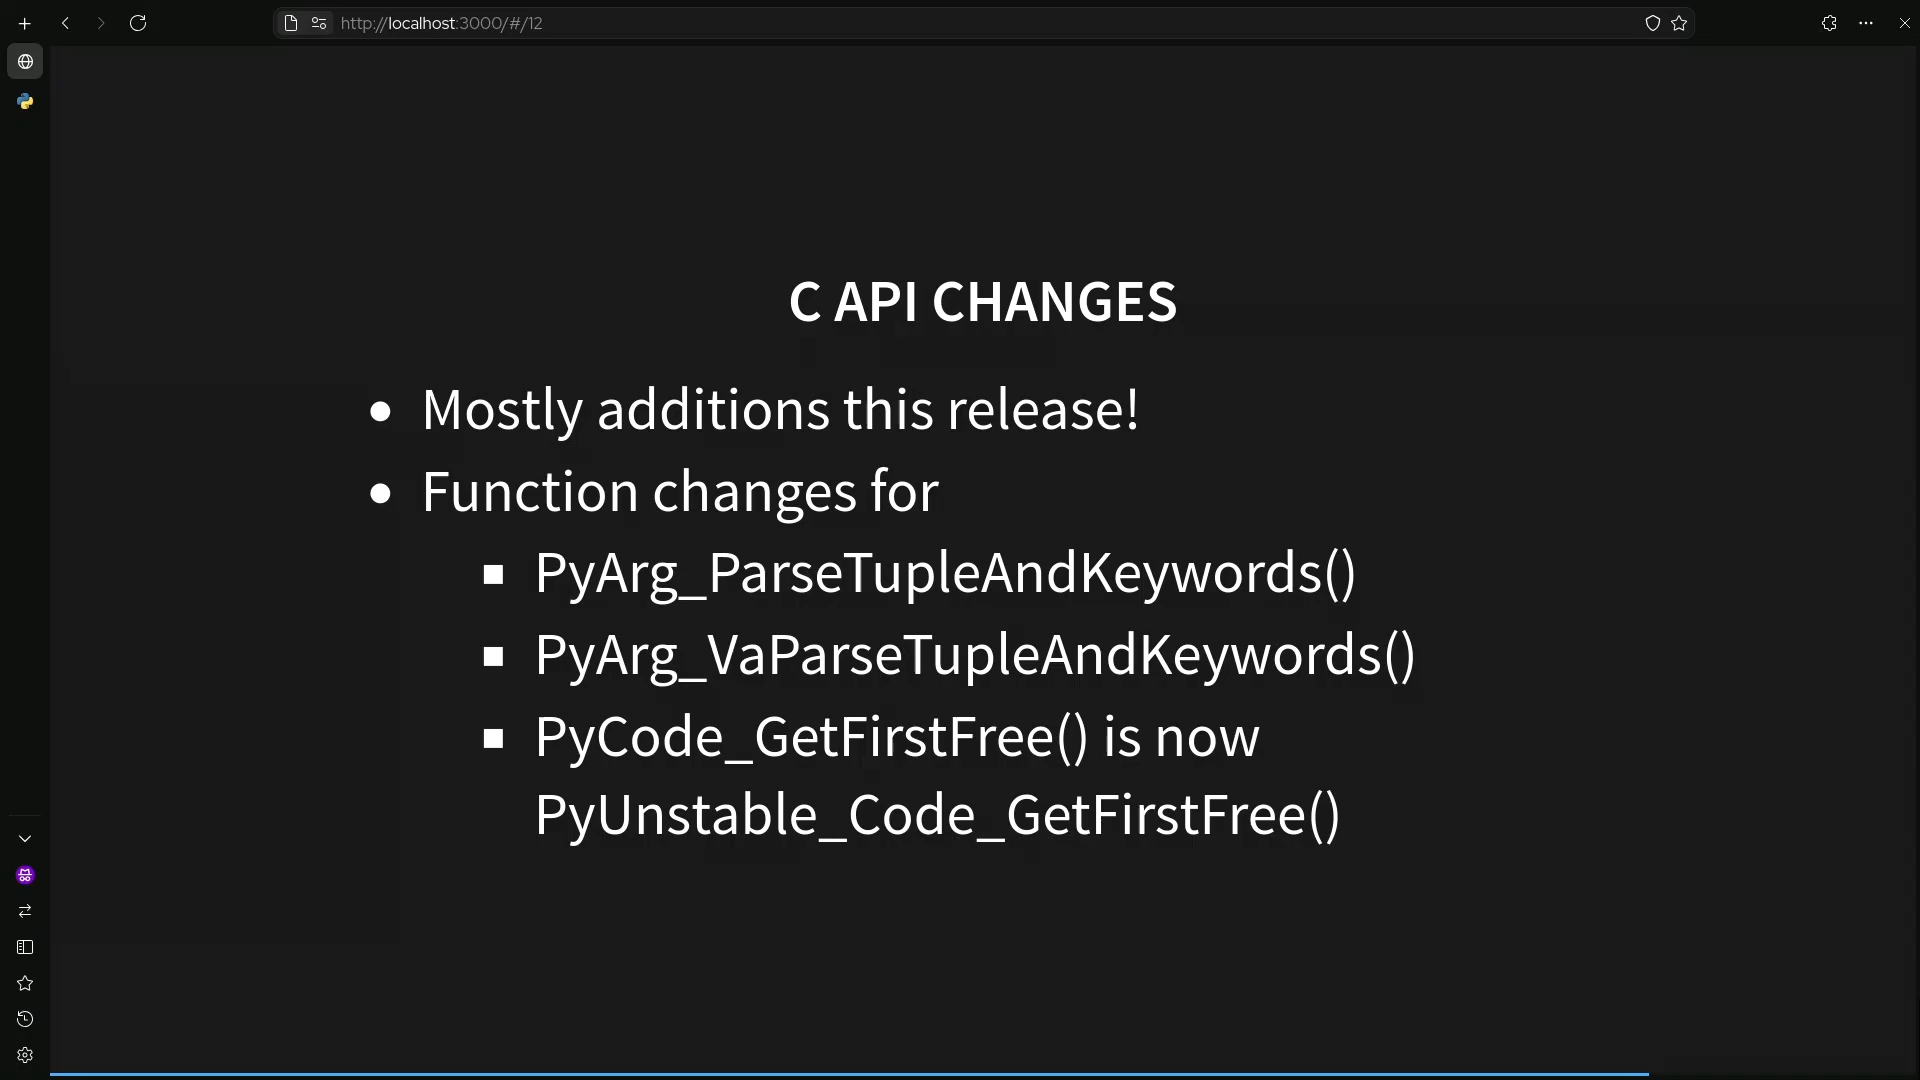 http://localhost:3000/#/12
C API CHANGES
Mostly additions this release!
Function changes for
PyArg_ParseTupleAndKeywords()
PyArg_VaParseTupleAndKeywords()
PyCode_GetFirstFree() is now
PyUnstable_Code_GetFirstFree()